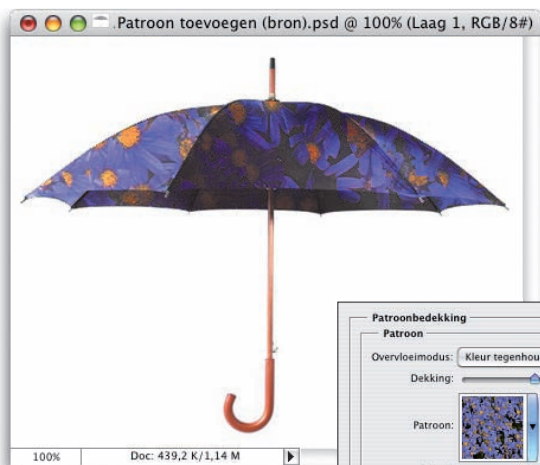 Patroon toevoegen (bron).psd @ 100% (Laag 1, RGB/8#)
Patroonbedekking
Patroon
Overvloeimodus: Kleur tegenhou
Dekking:
Patroon:
100% Doc: 439,2 K/1,14 M